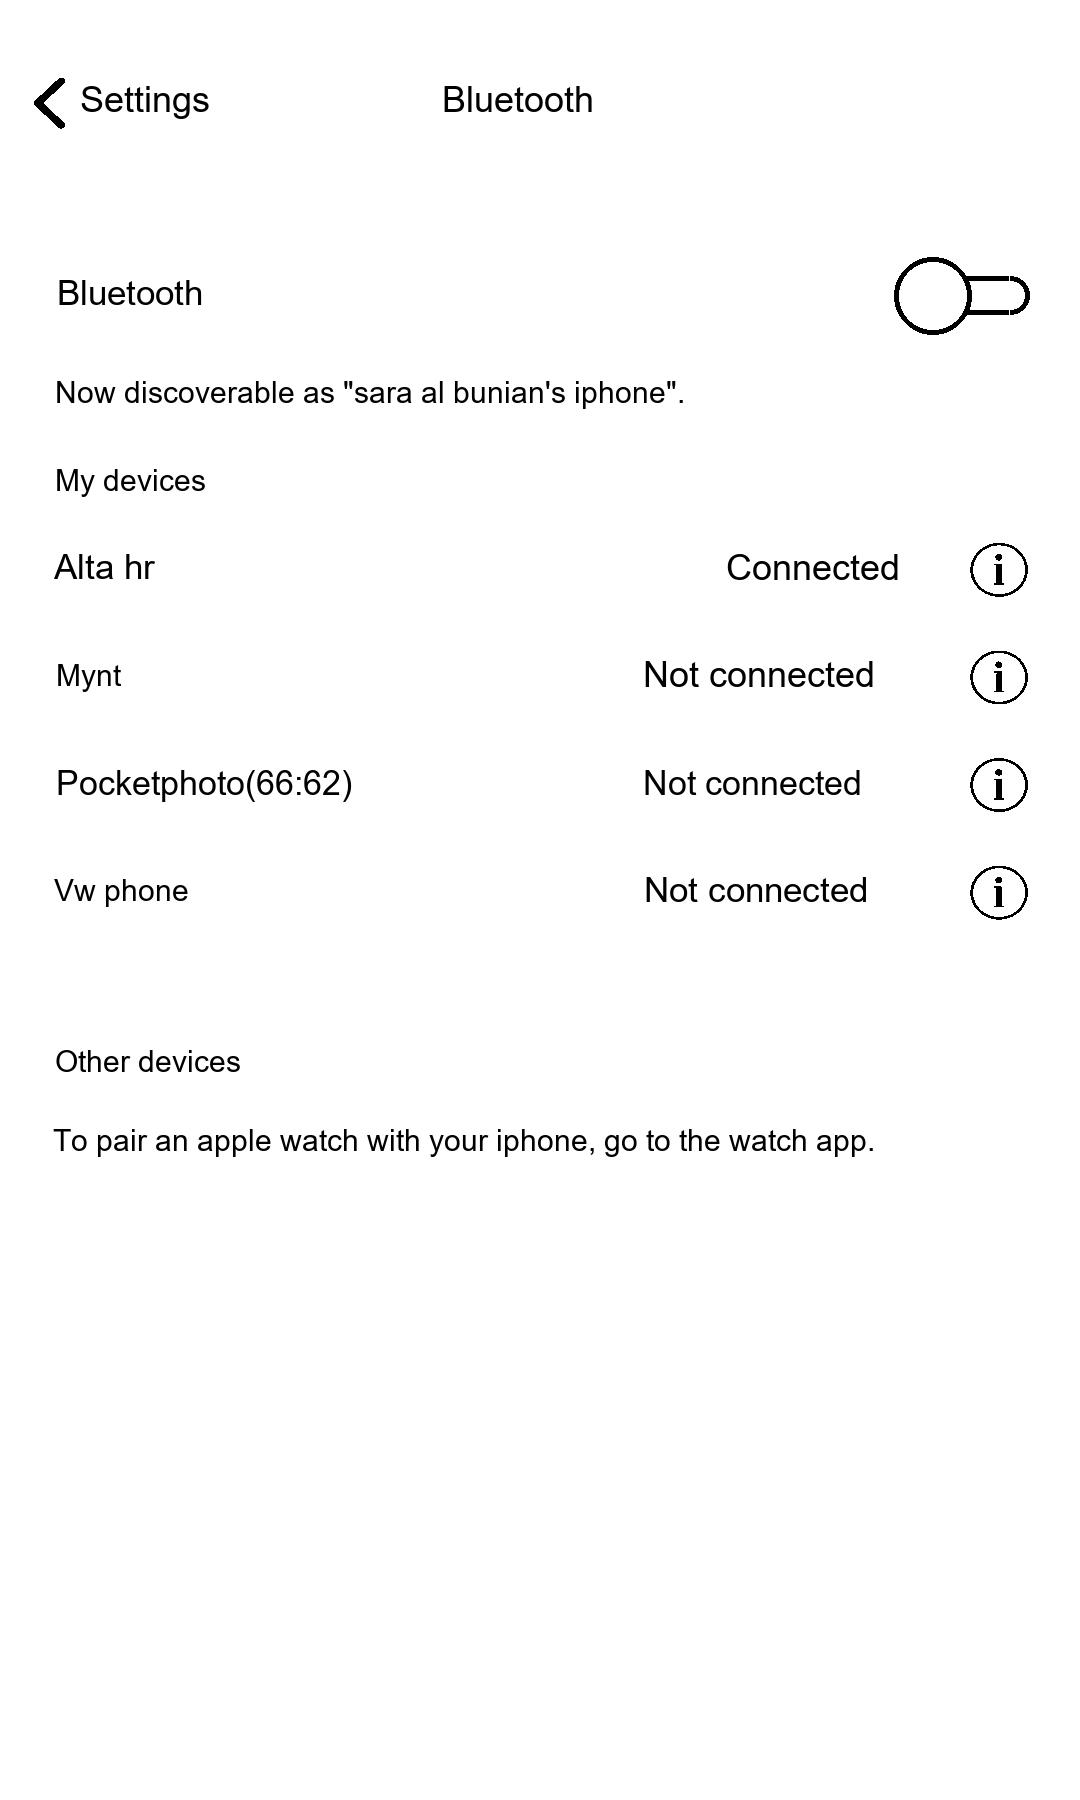 Settings Bluetooth
Bluetooth
Now discoverable as "sara al bunian's iphone".
My devices
Alta hr Connected i
Mynt Not connected i
Pocketphoto(66:62) Not connected i
Vw phone Not connected i
Other devices
To pair an apple watch with your iphone, go to the watch app.